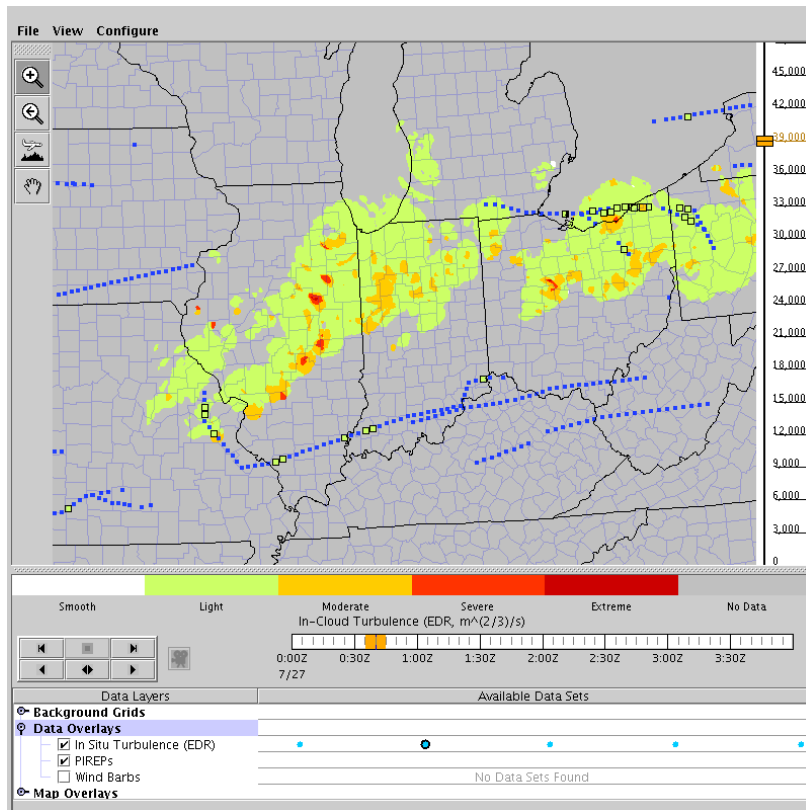 File View Configure
45,000
42,000
39,000
36,000
33,000
30,000
27,000
24,000
21,000
18,000
15,000
12,000
9,000
6,000
3,000
0
Smooth Light Moderate Severe Extreme No Data
In-Cloud Turbulence (EDR, m^(2/3)/s)
0:00Z 0:30Z 1:00Z 1:30Z 2:00Z 2:30Z 3:00Z 3:30Z
7/27
Data Layers Available Data Sets
Background Grids
Data Overlays
In Situ Turbulence (EDR)
PIREPs
Wind Barbs No Data Sets Found
Map Overlays